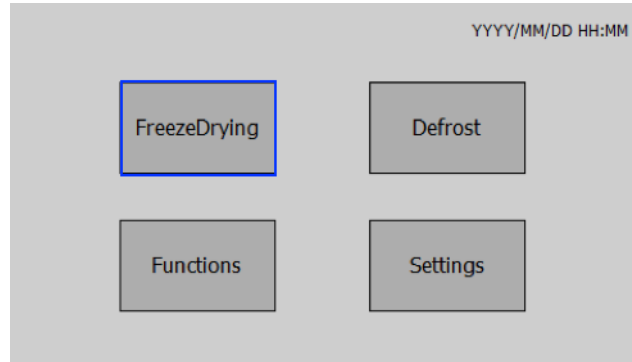 YYYY/MM/DD HH:MM
FreezeDrying
Defrost
Functions
Settings